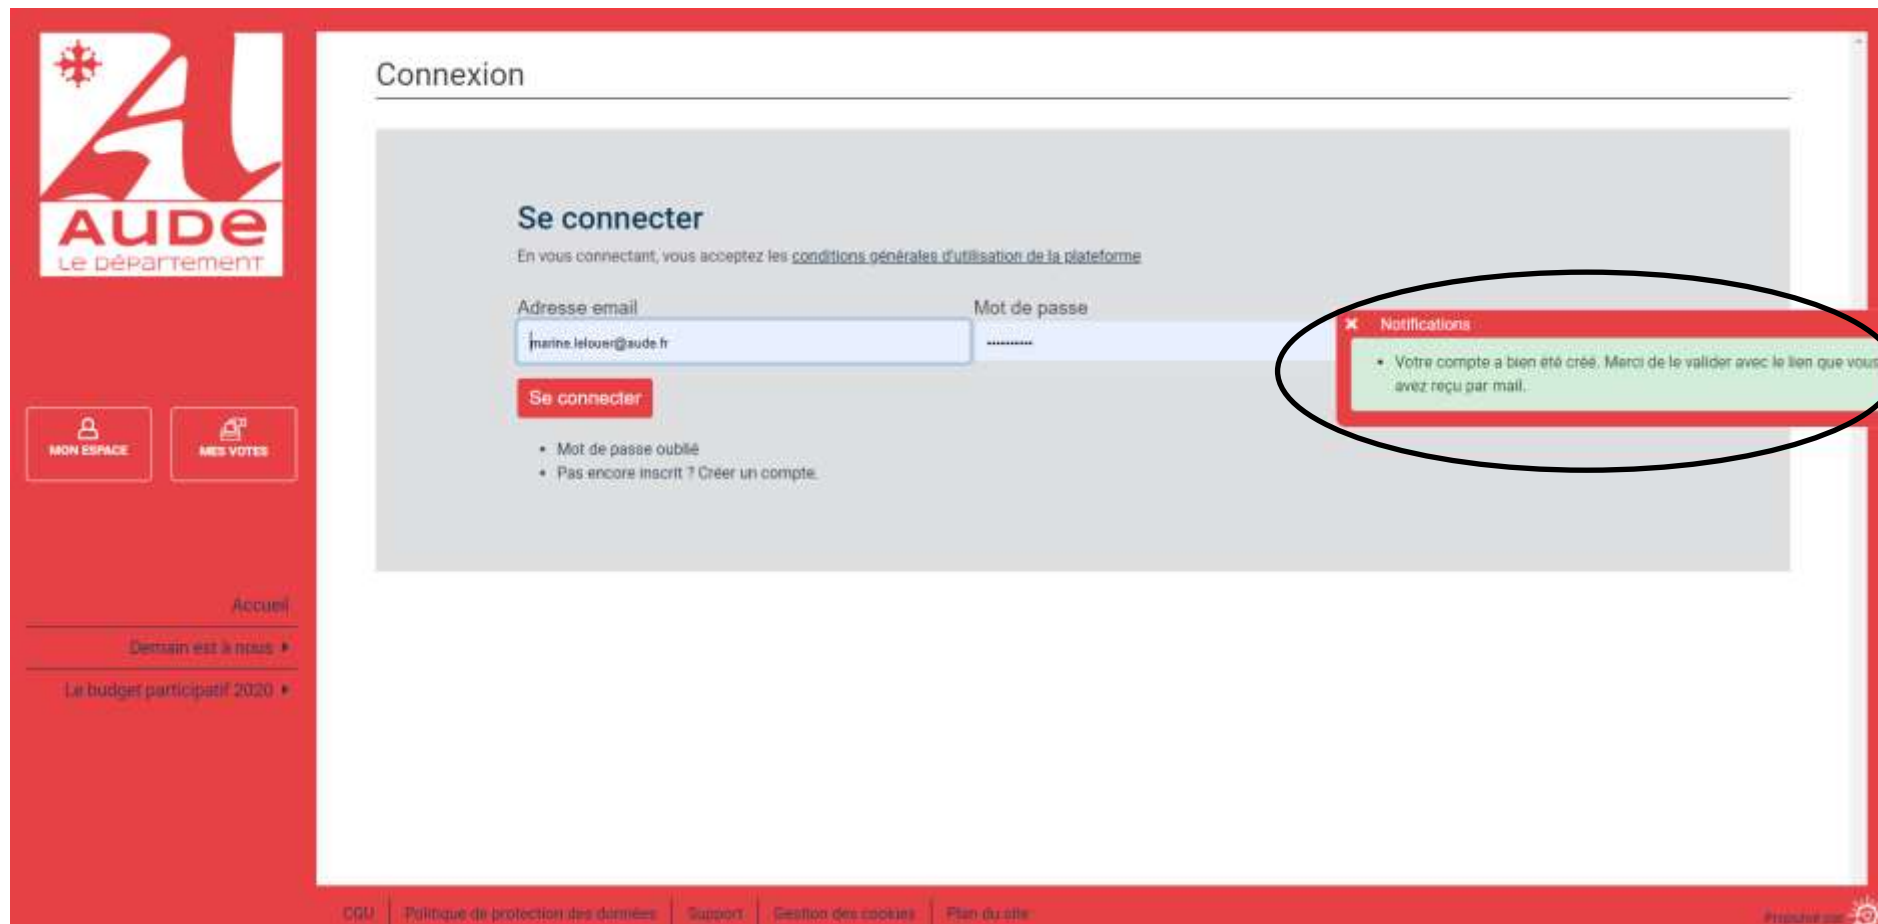 Connexion
AUDE
Le Département
Se connecter
En vous connectant, vous acceptez les conditions générales d'utilisation de la plateforme
Adresse email
Mot de passe
marine.lelouer@aude.fr
Se connecter
Mot de passe oublié
Pas encore inscrit ? Créer un compte.
Notifications
Votre compte a bien été créé. Merci de le valider avec le lien que vous
avez reçu par mail.
MON ESPACE
MES VOTES
Accueil
Demain est à nous
Le budget participatif 2020
CGU
Politique de protection des données
Support
Gestion des cookies
Plan du site
Propulsé par